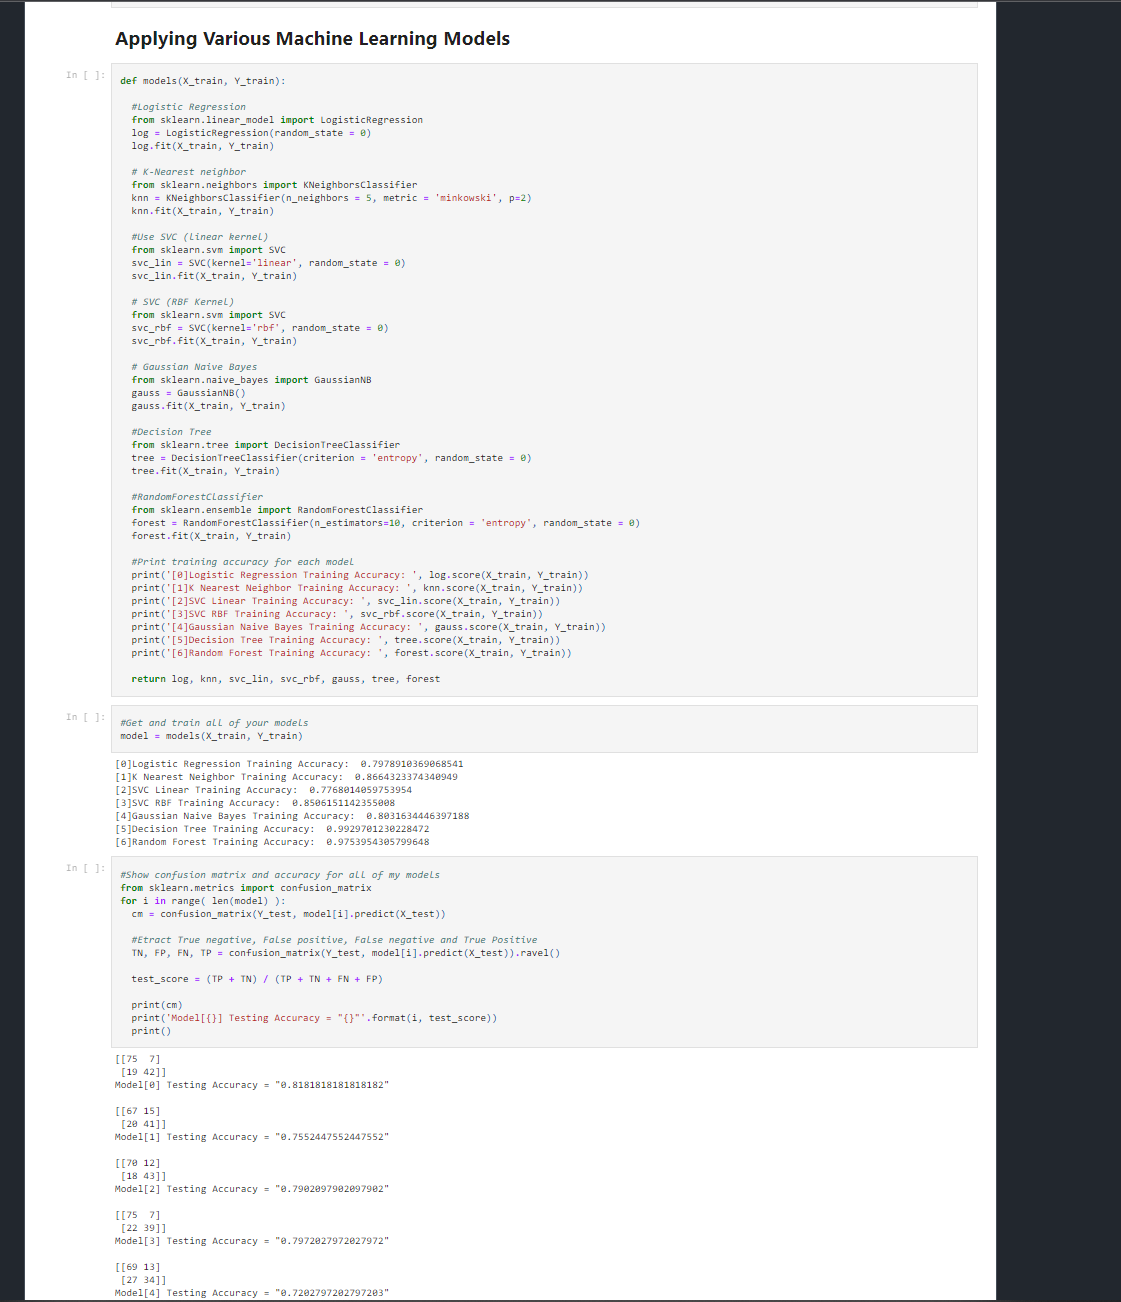 Applying Various Machine Learning Models
In [ ]:
def models(X_train, Y_train):
#Logistic Regression
from sklearn.linear_model import LogisticRegression
log = LogisticRegression(random_state = 0)
log.fit(X_train, Y_train)
# K-Nearest neighbor
from sklearn.neighbors import KNeighborsClassifier
knn = KNeighborsClassifier(n_neighbors = 5, metric = 'minkowski', p=2)
knn.fit(X_train, Y_train)
#Use SVC (linear kernel)
from sklearn.svm import SVC
svc_lin = SVC(kernel='linear', random_state = 0)
svc_lin.fit(X_train, Y_train)
# SVC (RBF Kernel)
from sklearn.svm import SVC
svc_rbf = SVC(kernel='rbf', random_state = 0)
svc_rbf.fit(X_train, Y_train)
# Gaussian Naive Bayes
from sklearn.naive_bayes import GaussianNB
gauss = GaussianNB()
gauss.fit(X_train, Y_train)
#Decision Tree
from sklearn.tree import DecisionTreeClassifier
tree = DecisionTreeClassifier(criterion = 'entropy', random_state = 0)
tree.fit(X_train, Y_train)
#RandomForestClassifier
from sklearn.ensemble import RandomForestClassifier
forest = RandomForestClassifier(n_estimators=10, criterion = 'entropy', random_state = 0)
forest.fit(X_train, Y_train)
#Print training accuracy for each model
print('[0]Logistic Regression Training Accuracy: ', log.score(X_train, Y_train))
print('[1]K Nearest Neighbor Training Accuracy: ', knn.score(X_train, Y_train))
print('[2]SVC Linear Training Accuracy: ', svc_lin.score(X_train, Y_train))
print('[3]SVC RBF Training Accuracy: ', svc_rbf.score(X_train, Y_train))
print('[4]Gaussian Naive Bayes Training Accuracy: ', gauss.score(X_train, Y_train))
print('[5]Decision Tree Training Accuracy: ', tree.score(X_train, Y_train))
print('[6]Random Forest Training Accuracy: ', forest.score(X_train, Y_train))
return log, knn, svc_lin, svc_rbf, gauss, tree, forest
In [ ]:
#Get and train all of your models
model = models(X_train, Y_train)
[0]Logistic Regression Training Accuracy:  0.7978910369068541
[1]K Nearest Neighbor Training Accuracy:  0.8664323374340949
[2]SVC Linear Training Accuracy:  0.7768014059753954
[3]SVC RBF Training Accuracy:  0.8506151142355008
[4]Gaussian Naive Bayes Training Accuracy:  0.8031634446397188
[5]Decision Tree Training Accuracy:  0.9929701230228472
[6]Random Forest Training Accuracy:  0.9753954305799648
In [ ]:
#Show confusion matrix and accuracy for all of my models
from sklearn.metrics import confusion_matrix
for i in range( len(model) ):
cm = confusion_matrix(Y_test, model[i].predict(X_test))
#Etract True negative, False positive, False negative and True Positive
TN, FP, FN, TP = confusion_matrix(Y_test, model[i].predict(X_test)).ravel()
test_score = (TP + TN) / (TP + TN + FN + FP)
print(cm)
print('Model[{}] Testing Accuracy = "{}"'.format(i, test_score))
print()
[[75  7]
[19 42]]
Model[0] Testing Accuracy = "0.8181818181818182"
[[67 15]
[20 41]]
Model[1] Testing Accuracy = "0.7552447552447552"
[[70 12]
[18 43]]
Model[2] Testing Accuracy = "0.7902097902097902"
[[75  7]
[22 39]]
Model[3] Testing Accuracy = "0.7972027972027972"
[[69 13]
[27 34]]
Model[4] Testing Accuracy = "0.7202797202797203"